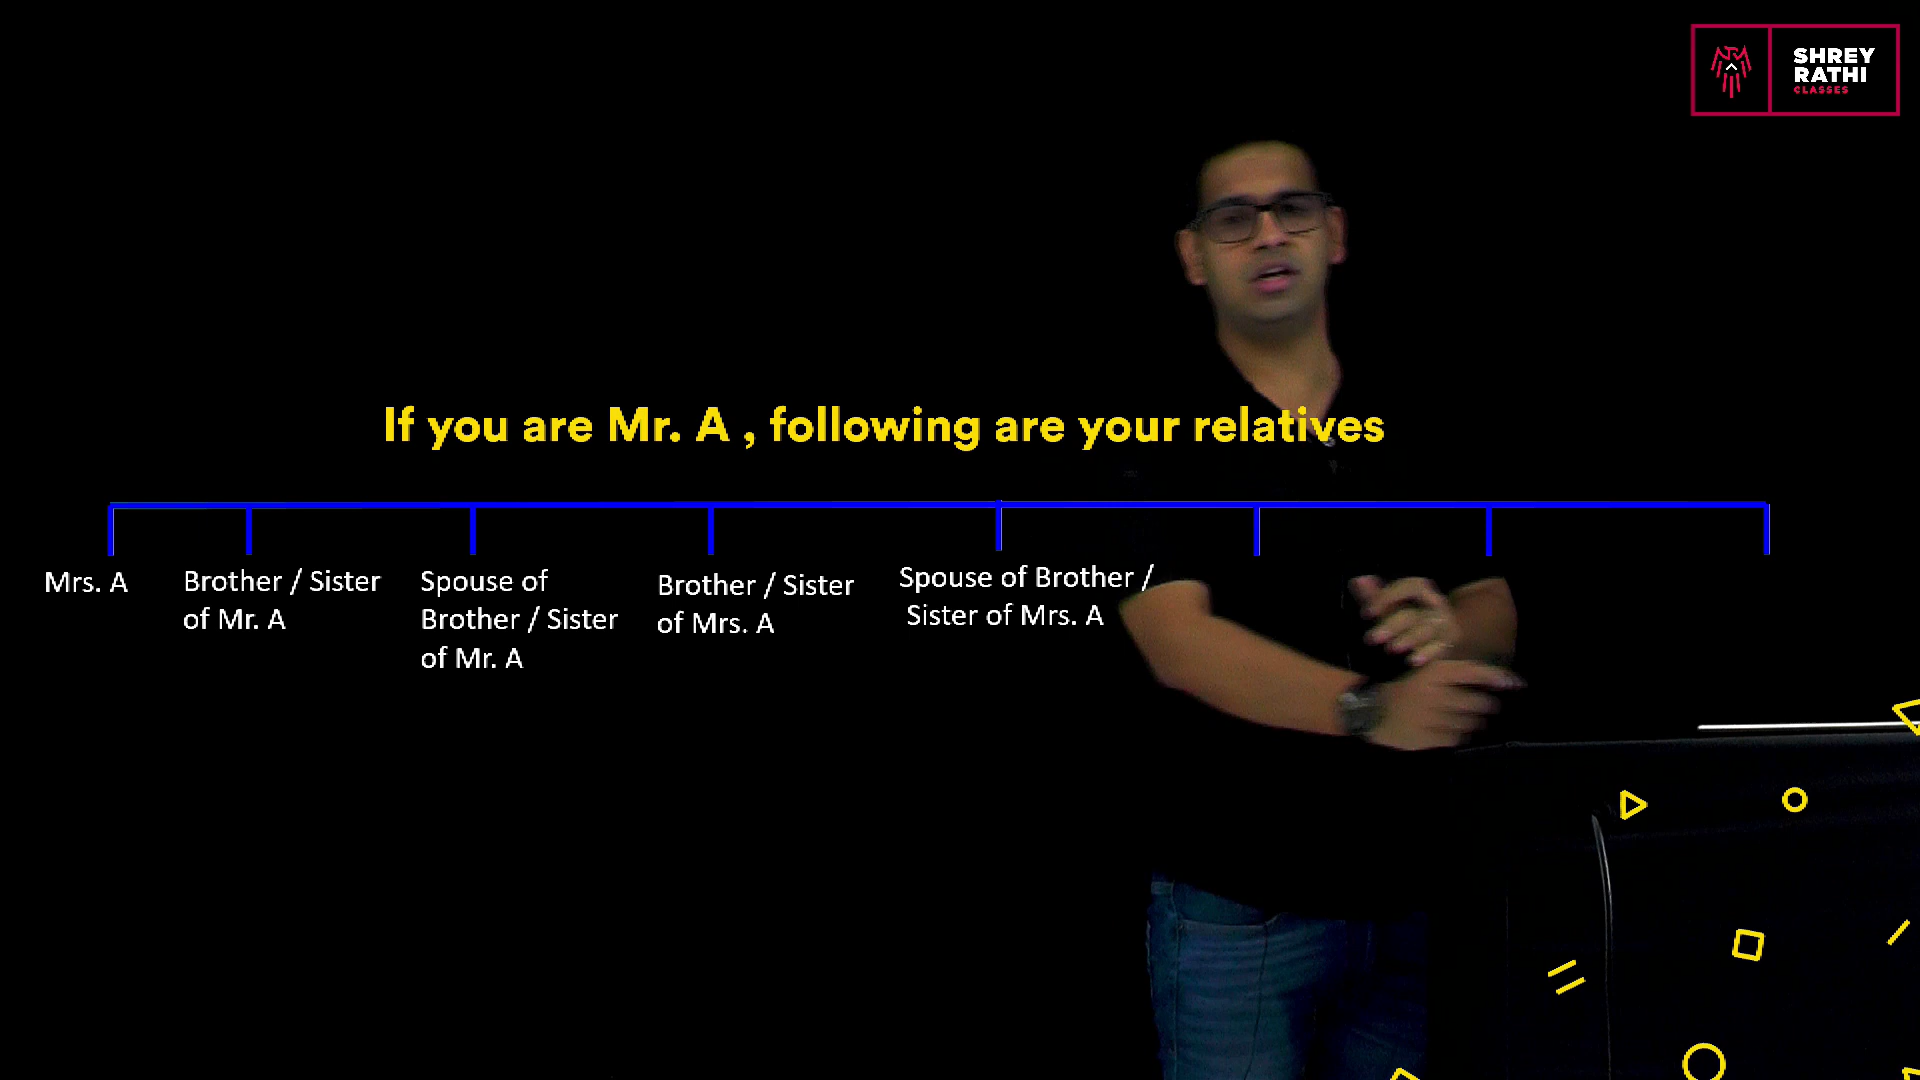 SHREY
RATHI
CLASSES
If you are Mr. A , following are your relatives
Mrs. A
Brother / Sister
of Mr. A
Spouse of
Brother / Sister
of Mr. A
Brother / Sister
of Mrs. A
Spouse of Brother /
Sister of Mrs. A